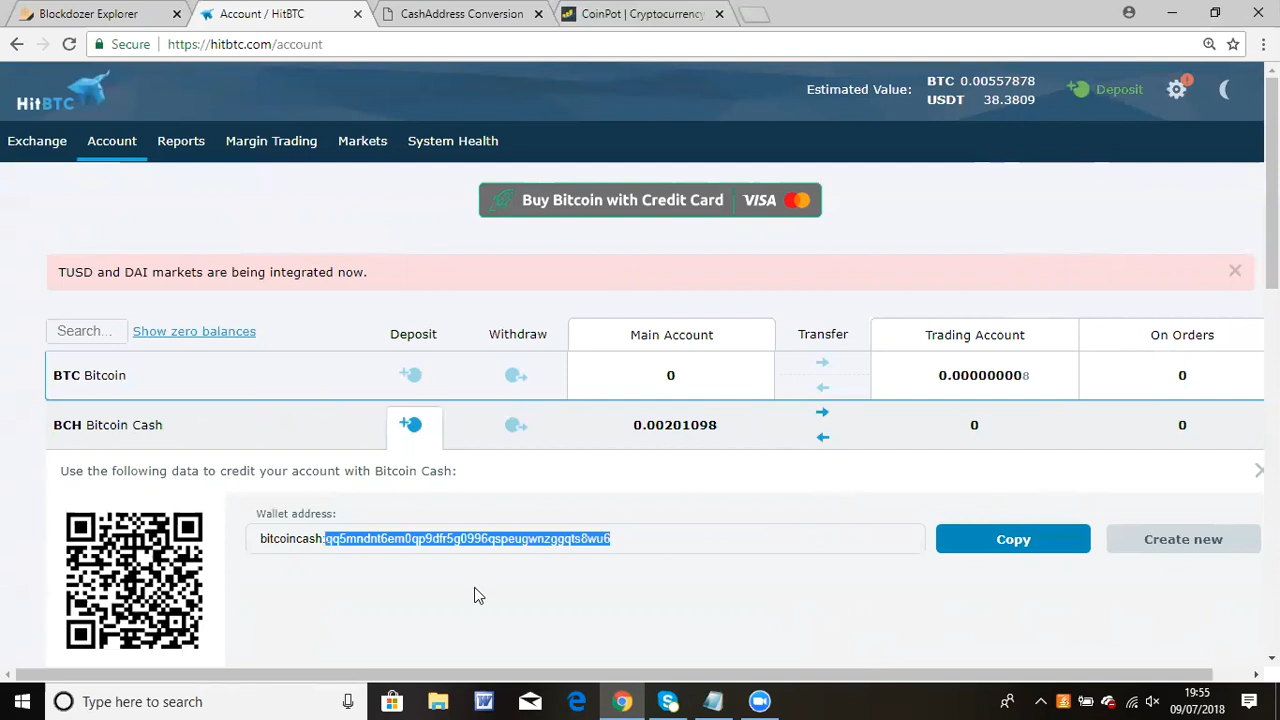 Blockdozer Explorer
Account / HitBTC
CashAddress Conversion
CoinPot | Cryptocurrency
Secure https://hitbtc.com/account
HitBTC
Estimated Value:
BTC 0.00557878
USDT 38.3809
Deposit
Exchange Account Reports Margin Trading Markets System Health
Buy Bitcoin with Credit Card VISA
TUSD and DAI markets are being integrated now.
Search... Show zero balances Deposit Withdraw Main Account Transfer Trading Account On Orders
BTC Bitcoin 0 0.000000008 0
BCH Bitcoin Cash 0.00201098 0 0
Use the following data to credit your account with Bitcoin Cash:
Wallet address:
bitcoincash:qq5mndnt6em0qp9dfr5g0996qspeugwnzggqts8wu6
Copy
Create new
Type here to search
19:55
09/07/2018